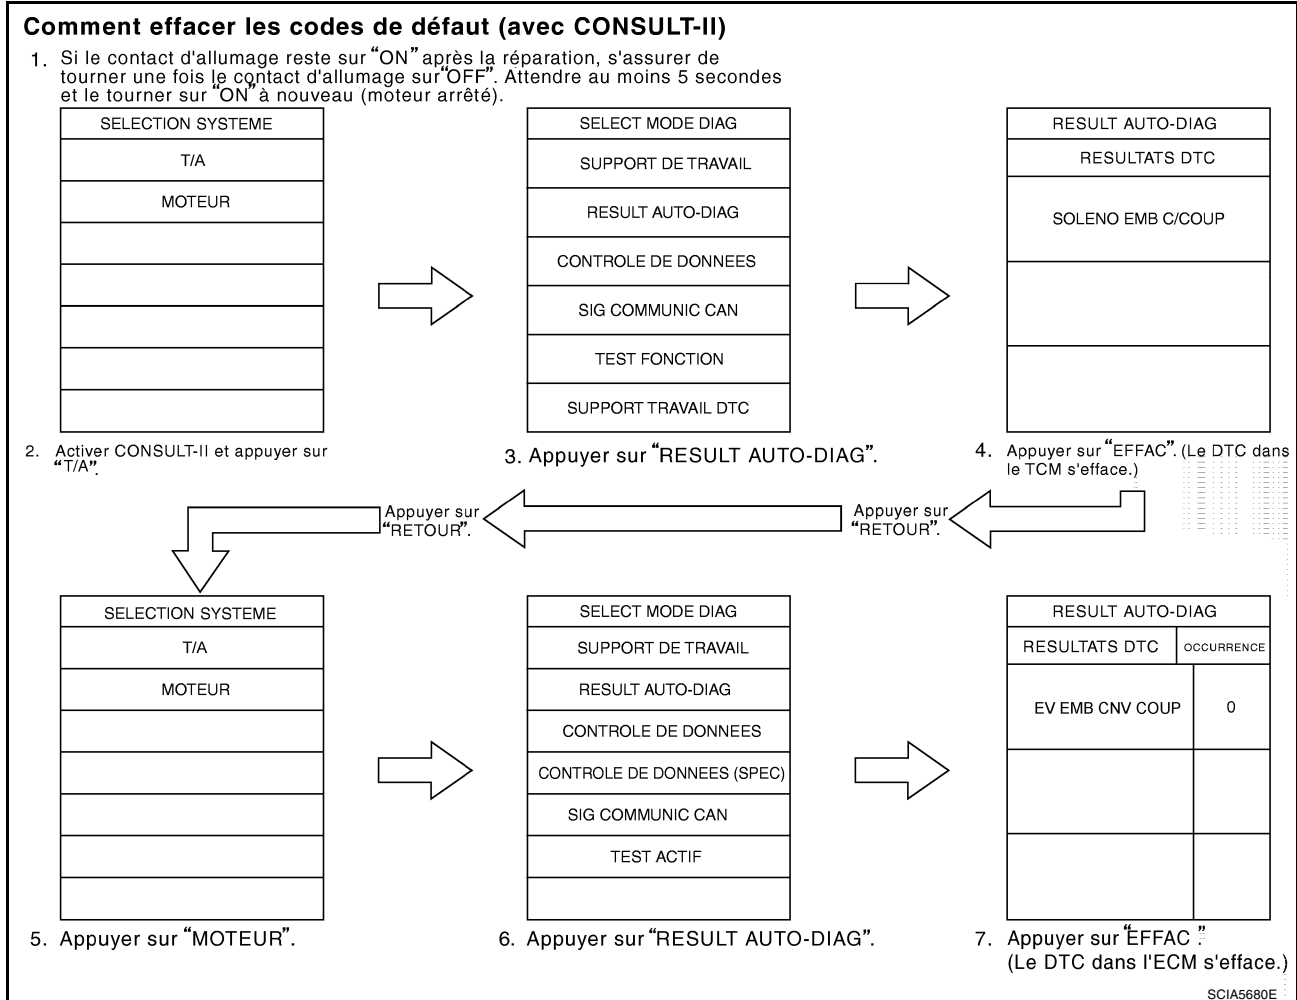 Comment effacer les codes de défaut (avec CONSULT-II)
1. Si le contact d'allumage reste sur “ON” après la réparation, s'assurer de
tourner une fois le contact d'allumage sur “OFF”. Attendre au moins 5 secondes
et le tourner sur “ON” à nouveau (moteur arrêté).
SELECTION SYSTEME
T/A
MOTEUR
2. Activer CONSULT-II et appuyer sur
“T/A”.
SELECT MODE DIAG
SUPPORT DE TRAVAIL
RESULT AUTO-DIAG
CONTROLE DE DONNEES
SIG COMMUNIC CAN
TEST FONCTION
SUPPORT TRAVAIL DTC
3. Appuyer sur “RESULT AUTO-DIAG”.
RESULT AUTO-DIAG
RESULTATS DTC
SOLENO EMB C/COUP
4. Appuyer sur “EFFAC”. (Le DTC dans
le TCM s'efface.)
Appuyer sur
“RETOUR”.
Appuyer sur
“RETOUR”.
SELECTION SYSTEME
T/A
MOTEUR
5. Appuyer sur “MOTEUR”.
SELECT MODE DIAG
SUPPORT DE TRAVAIL
RESULT AUTO-DIAG
CONTROLE DE DONNEES
CONTROLE DE DONNEES (SPEC)
SIG COMMUNIC CAN
TEST ACTIF
6. Appuyer sur “RESULT AUTO-DIAG”.
RESULT AUTO-DIAG
RESULTATS DTC OCCURRENCE
EV EMB CNV COUP 0
7. Appuyer sur “EFFAC”.
(Le DTC dans l'ECM s'efface.)
SCIA5680E